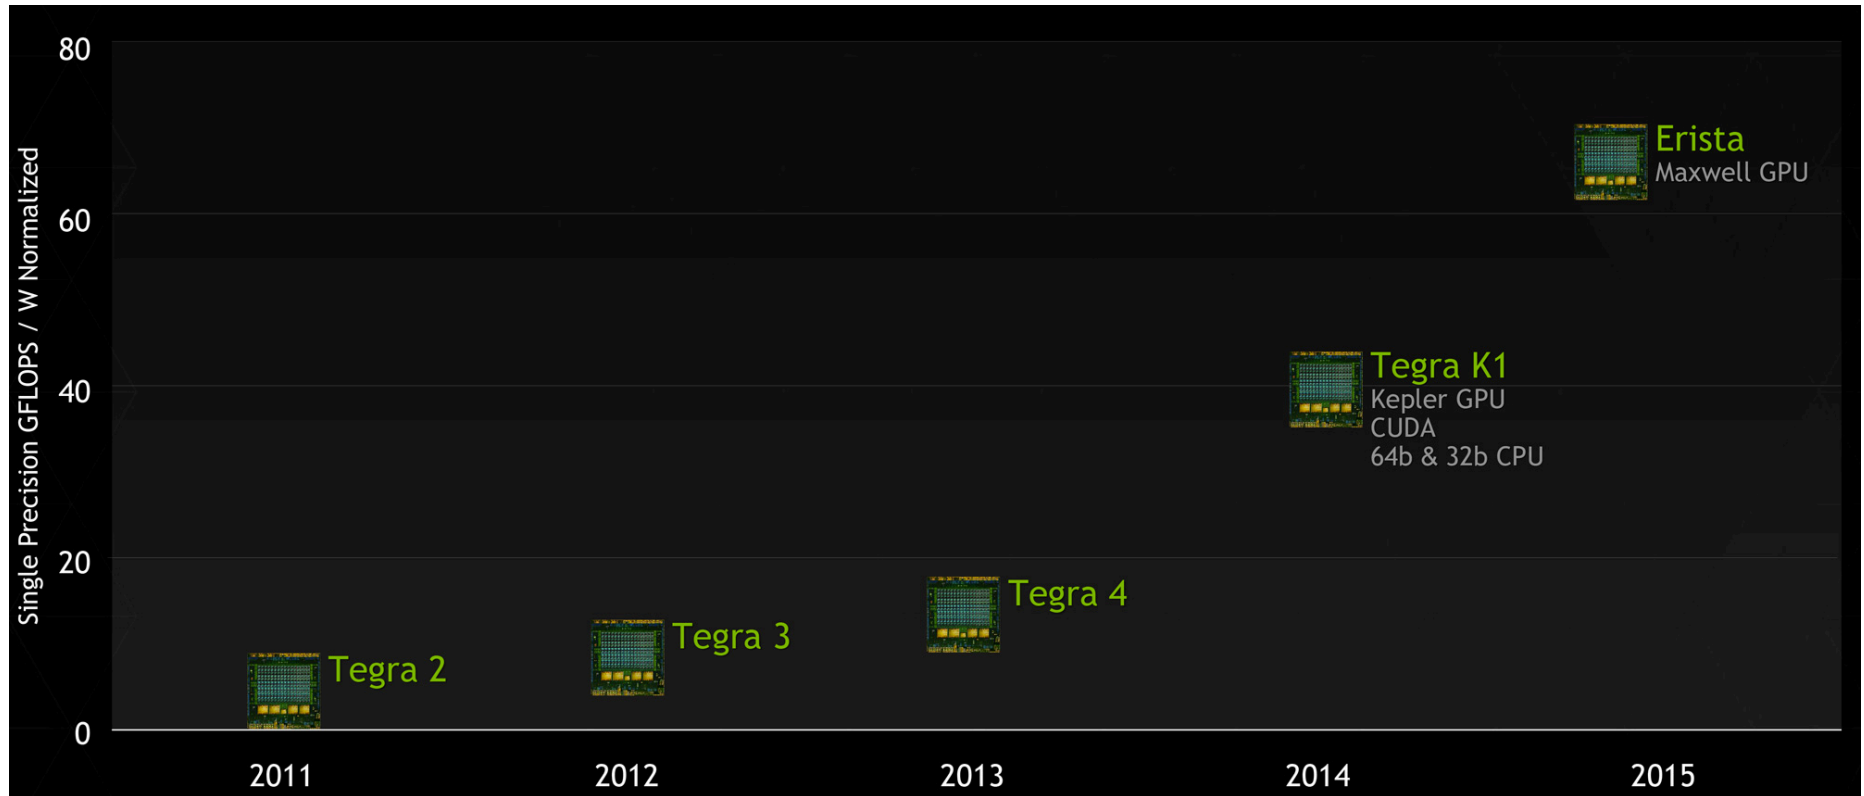 80
60
40
20
0
Single Precision GFLOPS / W Normalized
Erista
Maxwell GPU
Tegra K1
Kepler GPU
CUDA
64b & 32b CPU
Tegra 4
Tegra 3
Tegra 2
2011
2012
2013
2014
2015